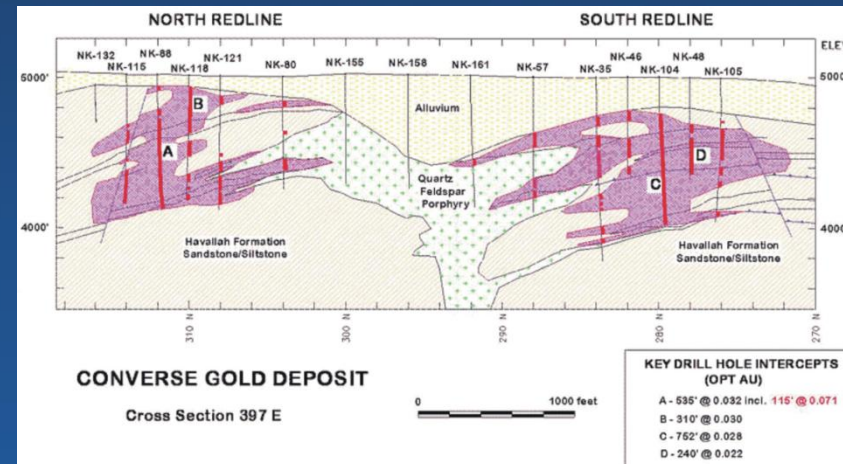 NORTH REDLINE
SOUTH REDLINE
NK-132
NK-115
NK-88
NK-118
NK-121
NK-80
NK-155
NK-158
NK-161
NK-57
NK-35
NK-46
NK-104
NK-48
NK-105
5000'
4000'
B
A
Alluvium
Quartz
Feldspar
Porphyry
D
C
Havallah Formation
Sandstone/Siltstone
Havallah Formation
Sandstone/Siltstone
310 N
300 N
290 N
280 N
270 N
CONVERSE GOLD DEPOSIT
Cross Section 397 E
0
1000 feet
KEY DRILL HOLE INTERCEPTS
(OPT AU)
A - 535' @ 0.032 incl. 115' @ 0.071
B - 310' @ 0.030
C - 752' @ 0.028
D - 240' @ 0.022